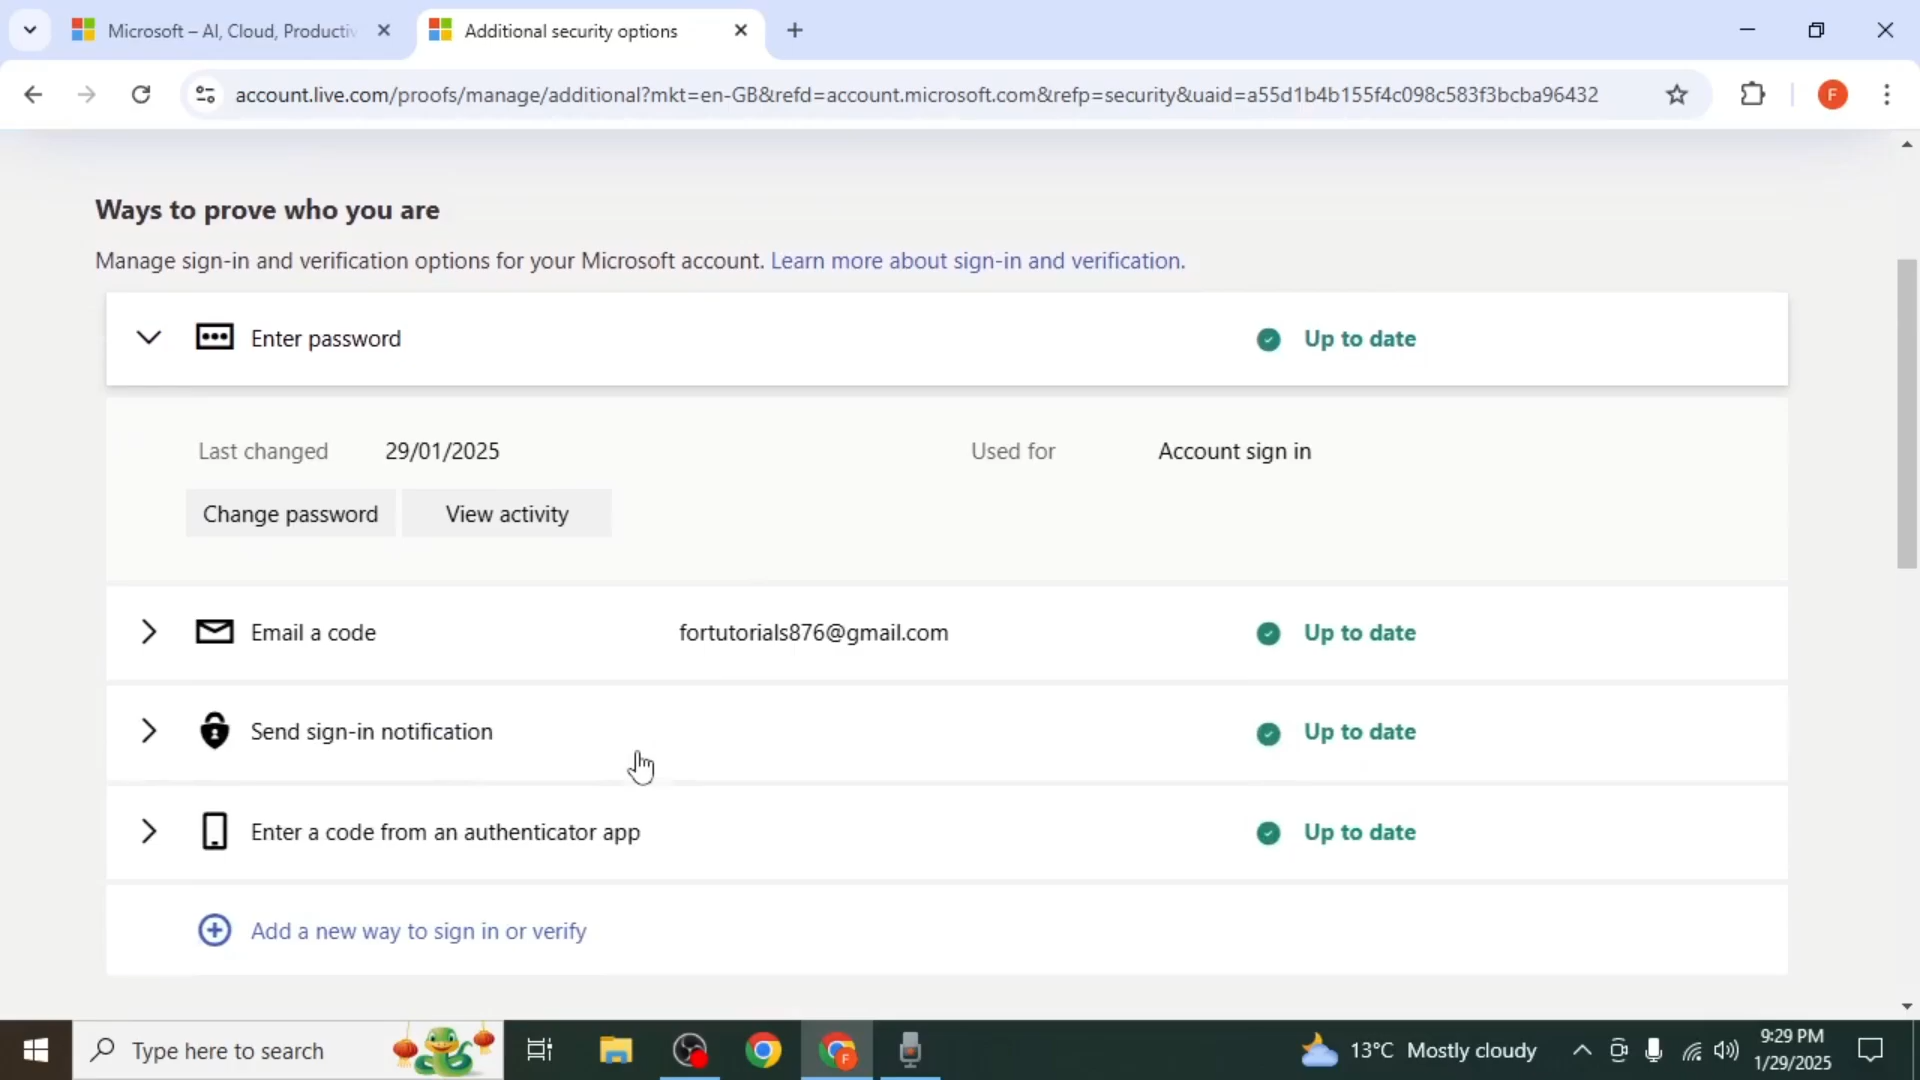 Microsoft – AI, Cloud, Productiv
Additional security options
account.live.com/proofs/manage/additional?mkt=en-GB&refd=account.microsoft.com&refp=security&uaid=a55d1b4b155f4c098c583f3bcba96432
F
Ways to prove who you are
Manage sign-in and verification options for your Microsoft account. Learn more about sign-in and verification.
Enter password Up to date
Last changed 29/01/2025 Used for Account sign in
Change password View activity
Email a code fortutorials876@gmail.com Up to date
Send sign-in notification Up to date
Enter a code from an authenticator app Up to date
Add a new way to sign in or verify
Type here to search
F
13°C Mostly cloudy
9:29 PM
1/29/2025